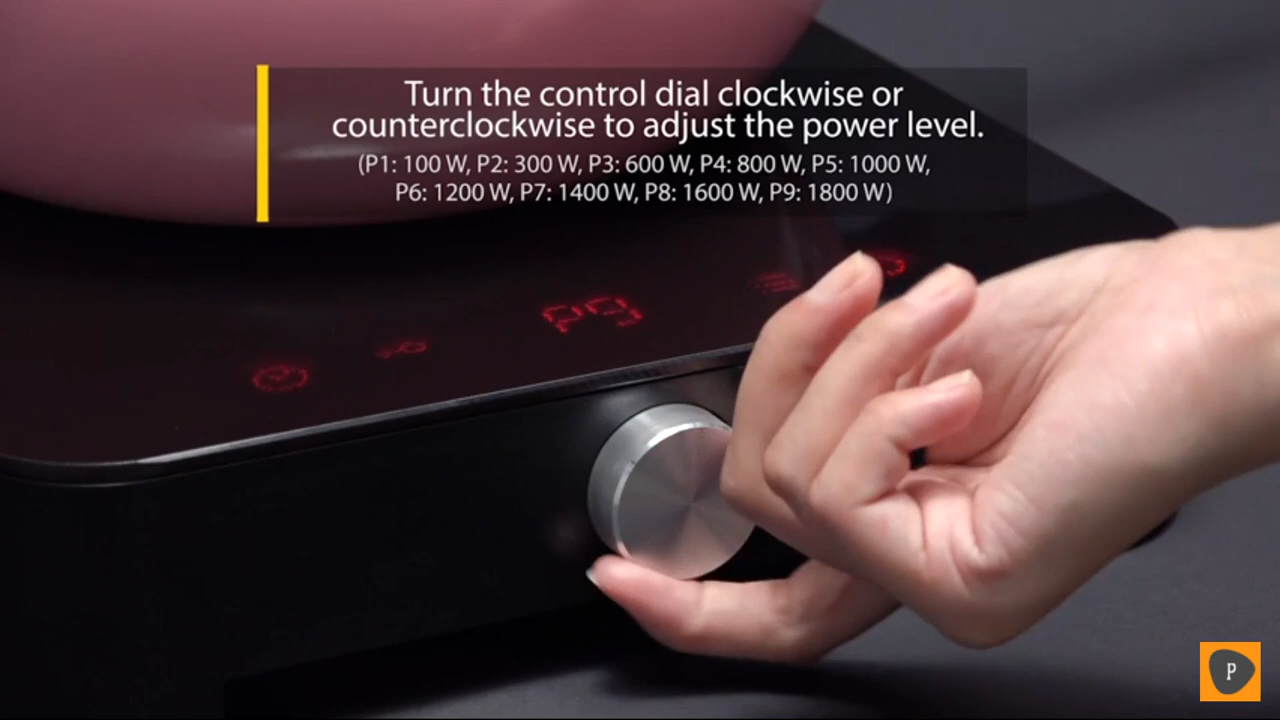 Turn the control dial clockwise or
counterclockwise to adjust the power level.
(P1: 100 W, P2: 300 W, P3: 600 W, P4: 800 W, P5: 1000 W,
P6: 1200 W, P7: 1400 W, P8: 1600 W, P9: 1800 W)
P9
P